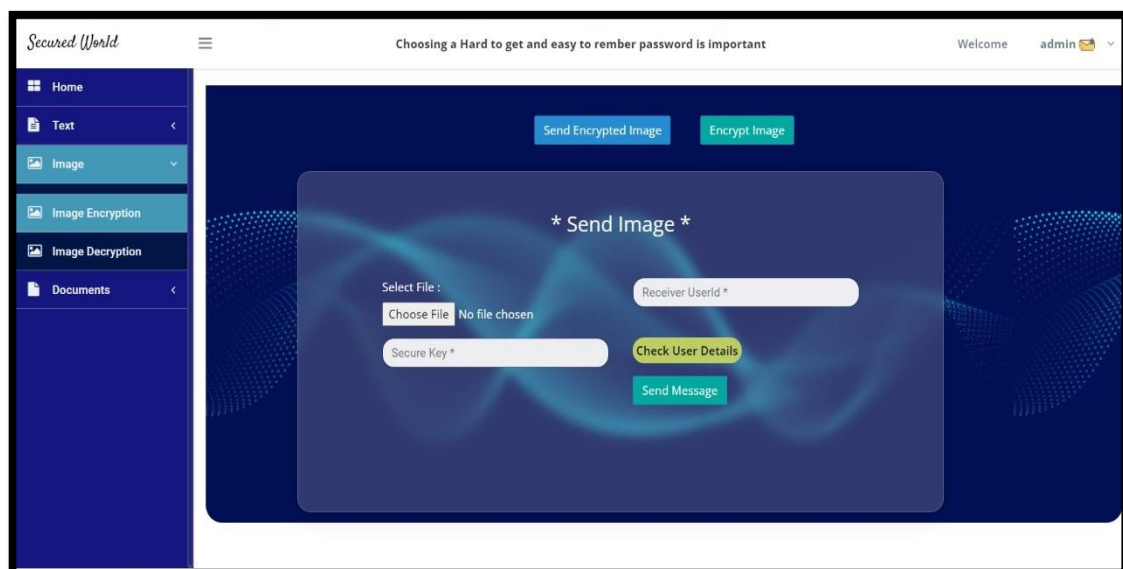 Secured World
Choosing a Hard to get and easy to rember password is important
Welcome
admin
Home
Text
Image
Image Encryption
Image Decryption
Documents
Send Encrypted Image
Encrypt Image
* Send Image *
Select File :
Choose File No file chosen
Secure Key *
Receiver UserId *
Check User Details
Send Message